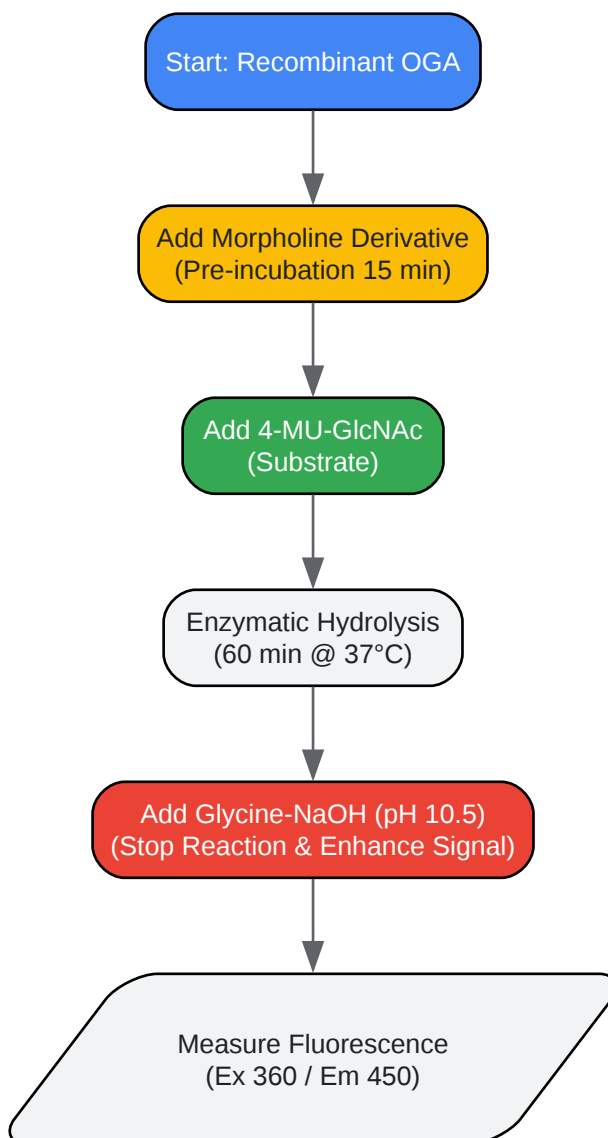 Start: Recombinant OGA
Add Morpholine Derivative
(Pre-incubation 15 min)
Add 4-MU-GlcNAc
(Substrate)
Enzymatic Hydrolysis
(60 min @ 37°C)
Add Glycine-NaOH (pH 10.5)
(Stop Reaction & Enhance Signal)
Measure Fluorescence
(Ex 360 / Em 450)